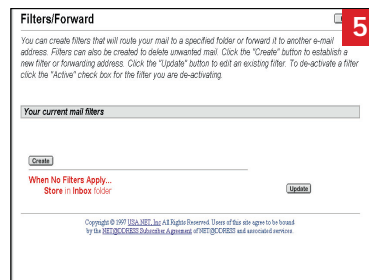 Filters/Forward
5
You can create filters that will route your mail to a specified folder or forward it to another e-mail
address. Filters can also be created to delete unwanted mail. Click the "Create" button to establish a
new filter or forwarding address. Click the "Update" button to edit an existing filter. To de-activate a filter
click the "Active" check box for the filter you are de-activating.
Your current mail filters
Create
When No Filters Apply...
Store in Inbox folder
Update
Copyright © 1997 USA.NET, Inc All Rights Reserved. Users of this site agree to be bound
by the NET@DDRESS Subscriber Agreement of NET@DDRESS and associated services.